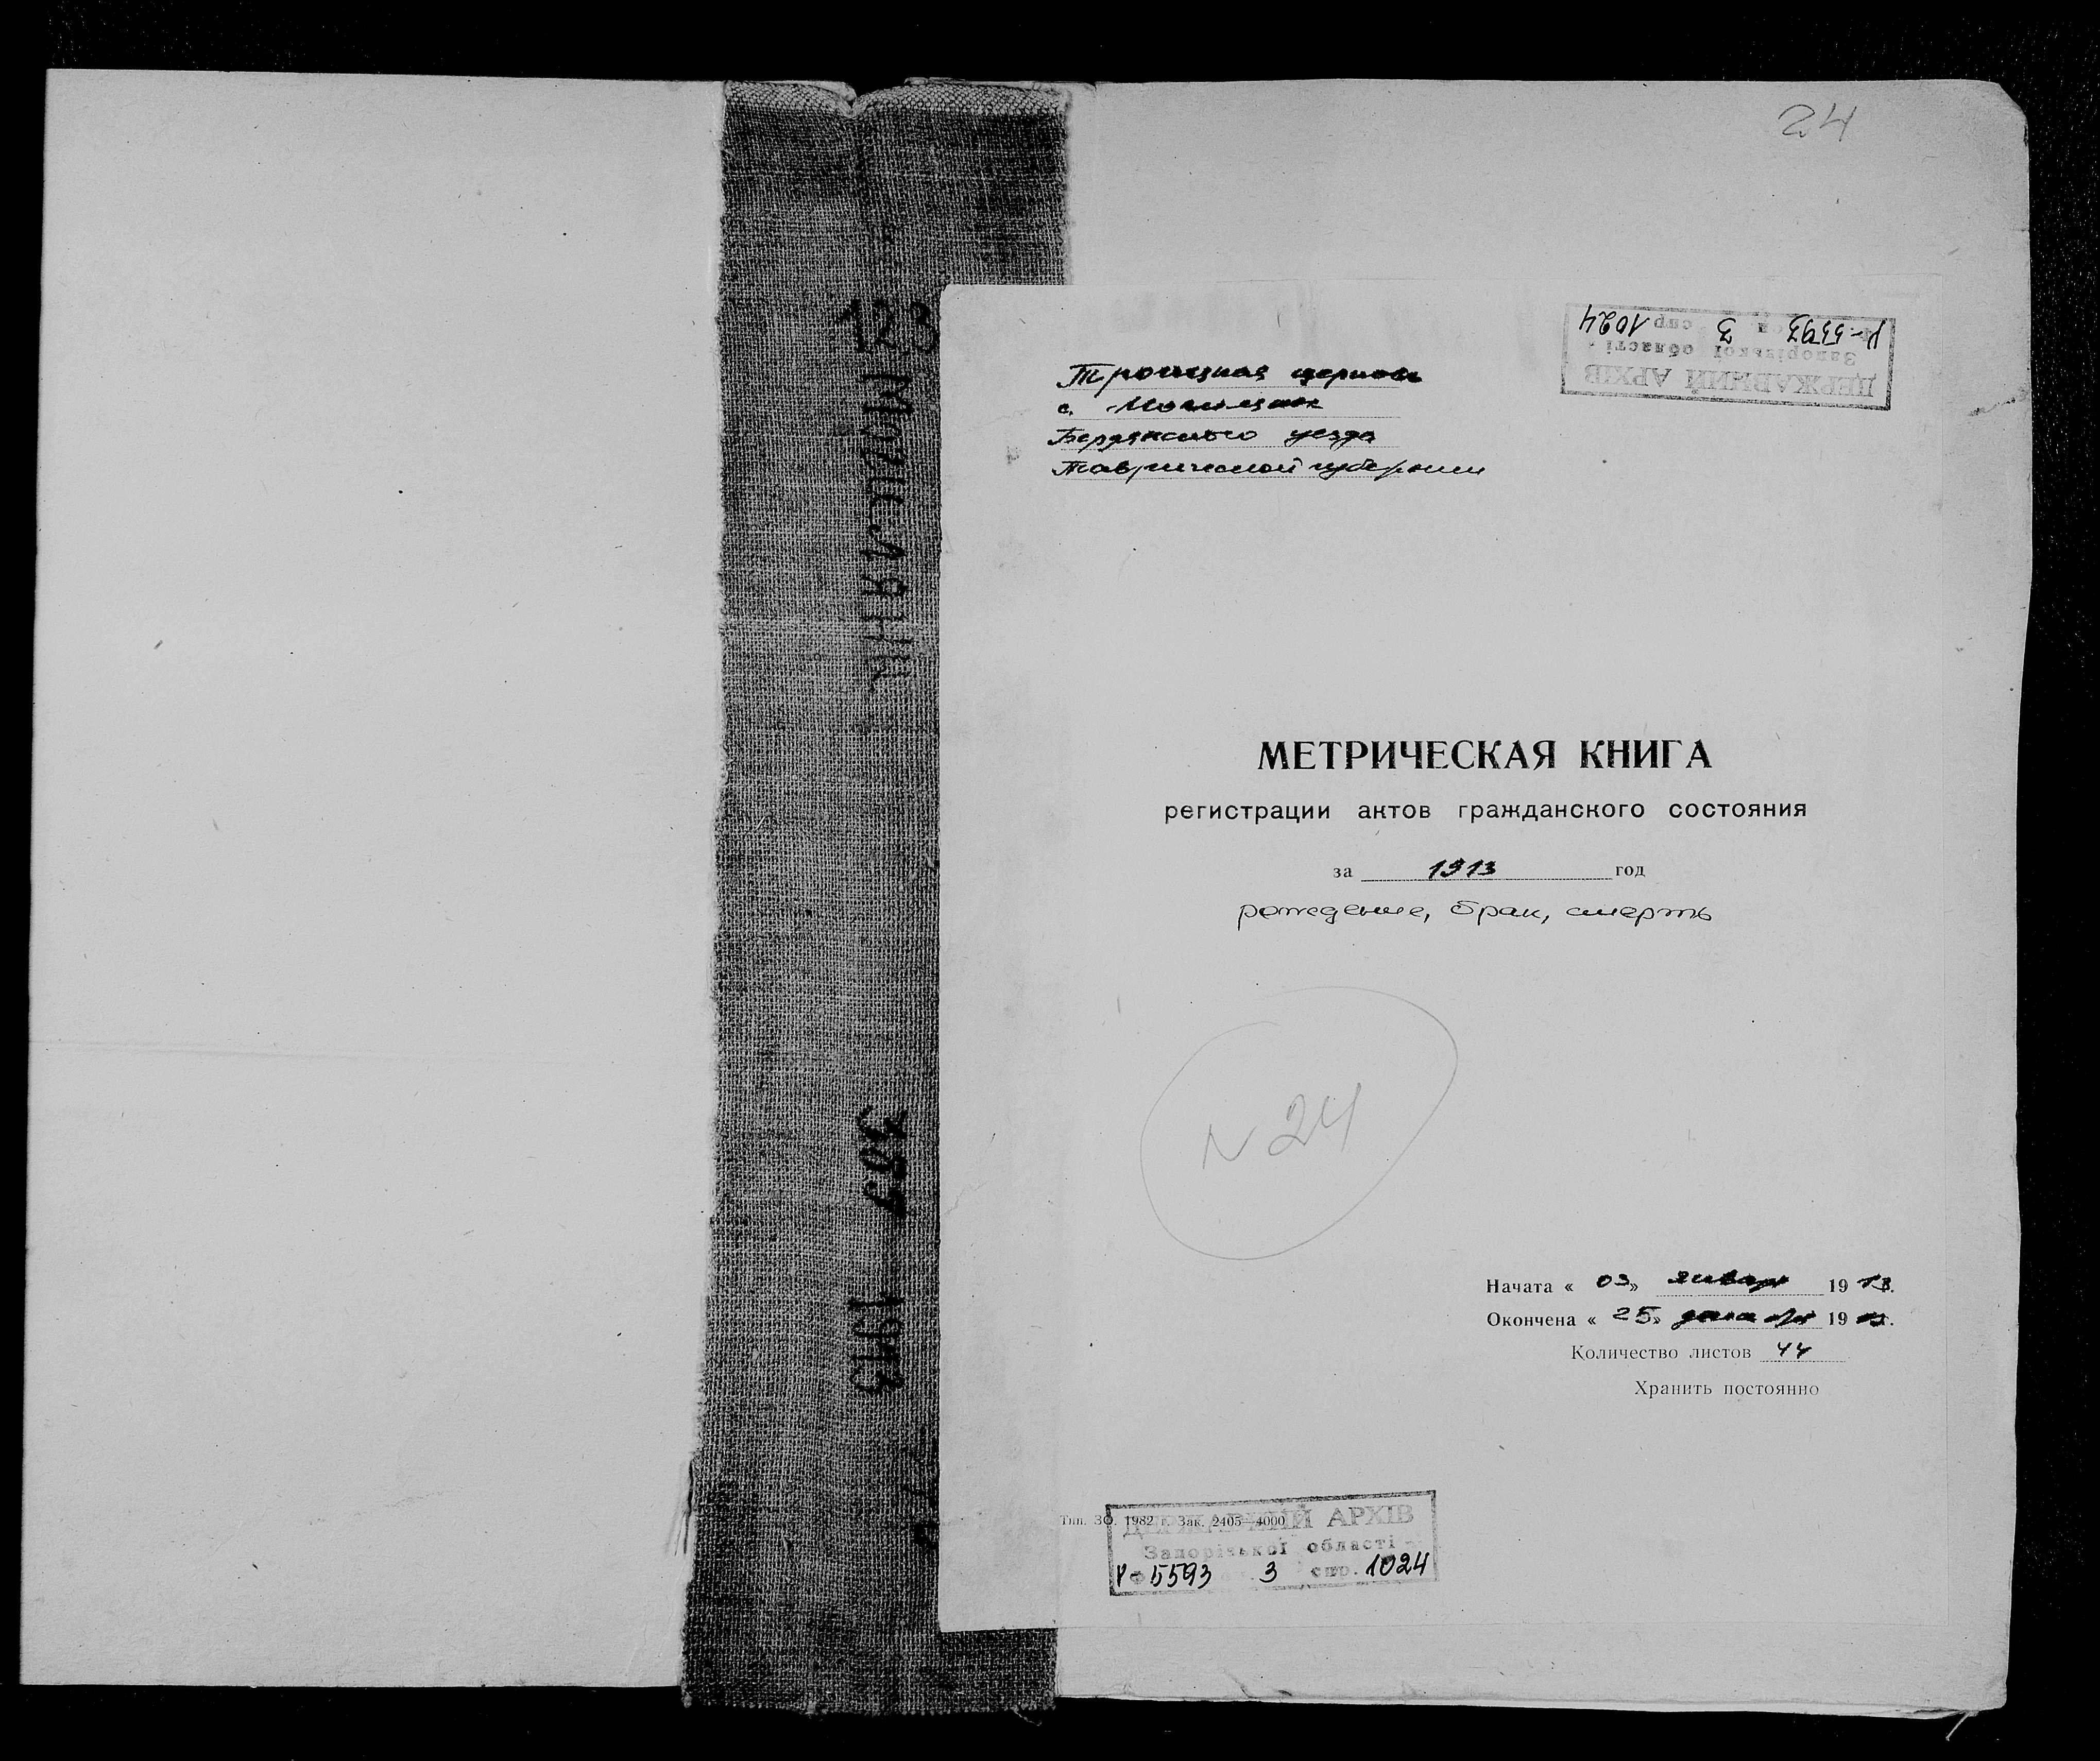 24
123
1913
ДЕРЖАВНИЙ АРХІВ
Запорізької області
Р-5593 3 спр. 1024
Троицкая церковь
с.
Бердянского уезда
Таврической губернии
МЕТРИЧЕСКАЯ КНИГА
регистрации актов гражданского состояния
за 1913 год
рождение, брак, смерть
N 24
Начата « 03» января 1913.
Окончена « 25» декабря 19 г.
Количество листов 44
Хранить постоянно
Тип. ЗО. 1982 г. Зак. 2405—4000
ДЕРЖАВНИЙ АРХІВ
Запорізької області
Р-5593 3 спр. 1024